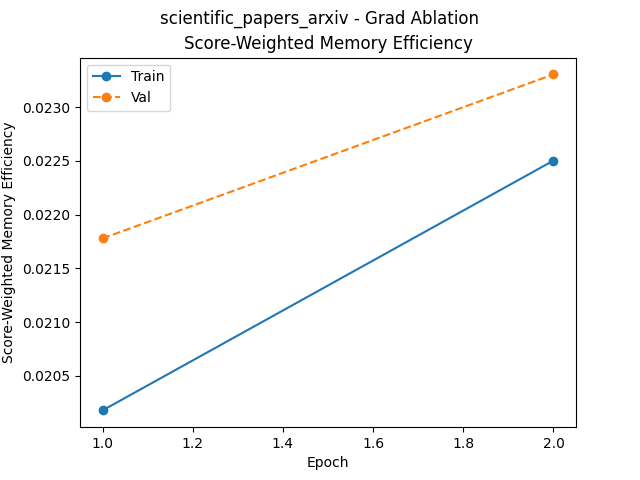 scientific_papers_arxiv - Grad Ablation
Score-Weighted Memory Efficiency
Train
Val
Score-Weighted Memory Efficiency
0.0230
0.0225
0.0220
0.0215
0.0210
0.0205
1.0 1.2 1.4 1.6 1.8 2.0
Epoch